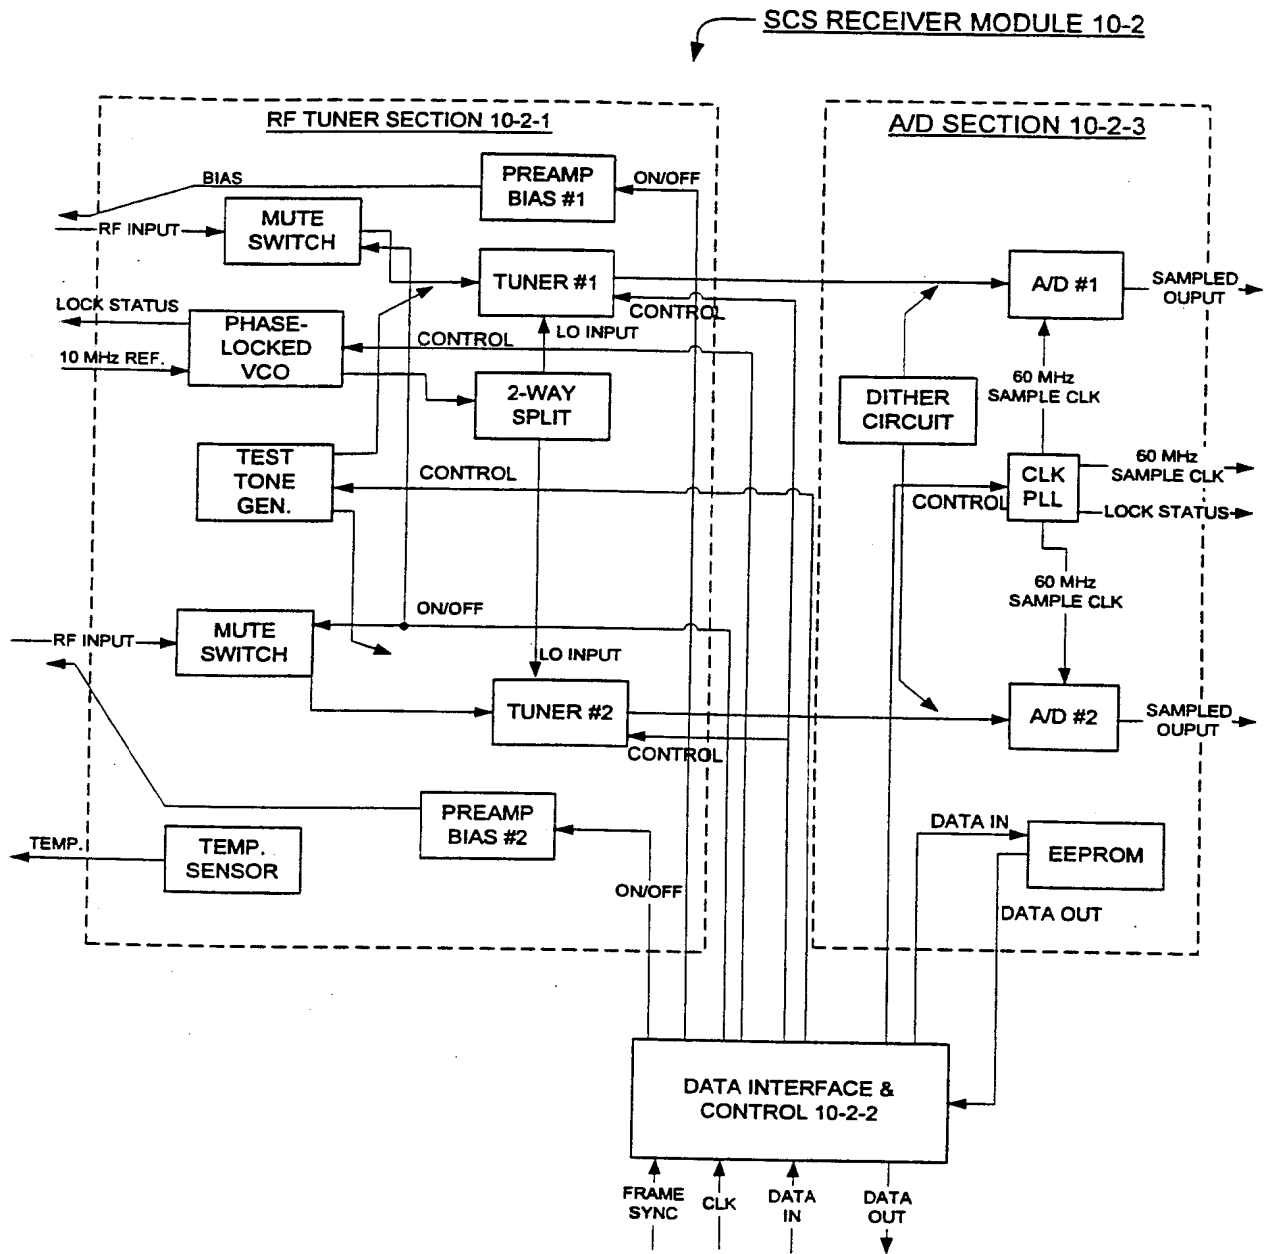 SCS RECEIVER MODULE 10-2
RF TUNER SECTION 10-2-1
A/D SECTION 10-2-3
BIAS
PREAMP
BIAS #1
ON/OFF
RF INPUT
MUTE
SWITCH
TUNER #1
CONTROL
A/D #1
SAMPLED
OUPUT
LOCK STATUS
PHASE-
LOCKED
VCO
CONTROL
LO INPUT
10 MHz REF.
2-WAY
SPLIT
DITHER
CIRCUIT
60 MHz
SAMPLE CLK
TEST
TONE
GEN.
CONTROL
CONTROL
CLK
PLL
60 MHz
SAMPLE CLK
LOCK STATUS
60 MHz
SAMPLE CLK
ON/OFF
RF INPUT
MUTE
SWITCH
LO INPUT
TUNER #2
CONTROL
A/D #2
SAMPLED
OUPUT
PREAMP
BIAS #2
TEMP.
TEMP.
SENSOR
ON/OFF
DATA IN
EEPROM
DATA OUT
DATA INTERFACE &
CONTROL 10-2-2
FRAME
SYNC
CLK
DATA
IN
DATA
OUT